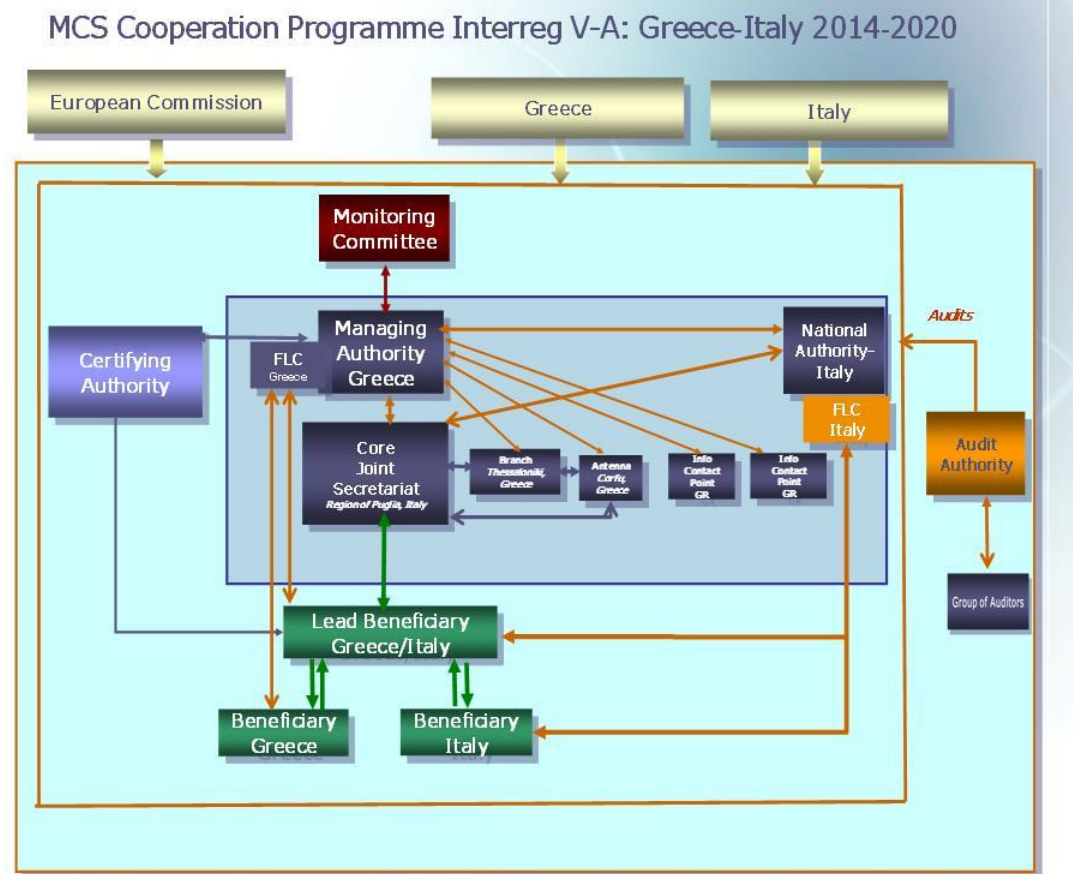 MCS Cooperation Programme Interreg V-A: Greece-Italy 2014-2020
European Commission
Greece
Italy
Monitoring
Committee
Audits
Managing
Authority
Greece
National
Authority-
Italy
Certifying
Authority
FLC
Greece
FLC
Italy
Core
Joint
Secretariat
Region of Puglia, Italy
Branch
Thessaloniki,
Greece
Antenna
Corfu,
Greece
Info
Contact
Point
GR
Info
Contact
Point
GR
Audit
Authority
Group of Auditors
Lead Beneficiary
Greece/Italy
Beneficiary
Greece
Beneficiary
Italy